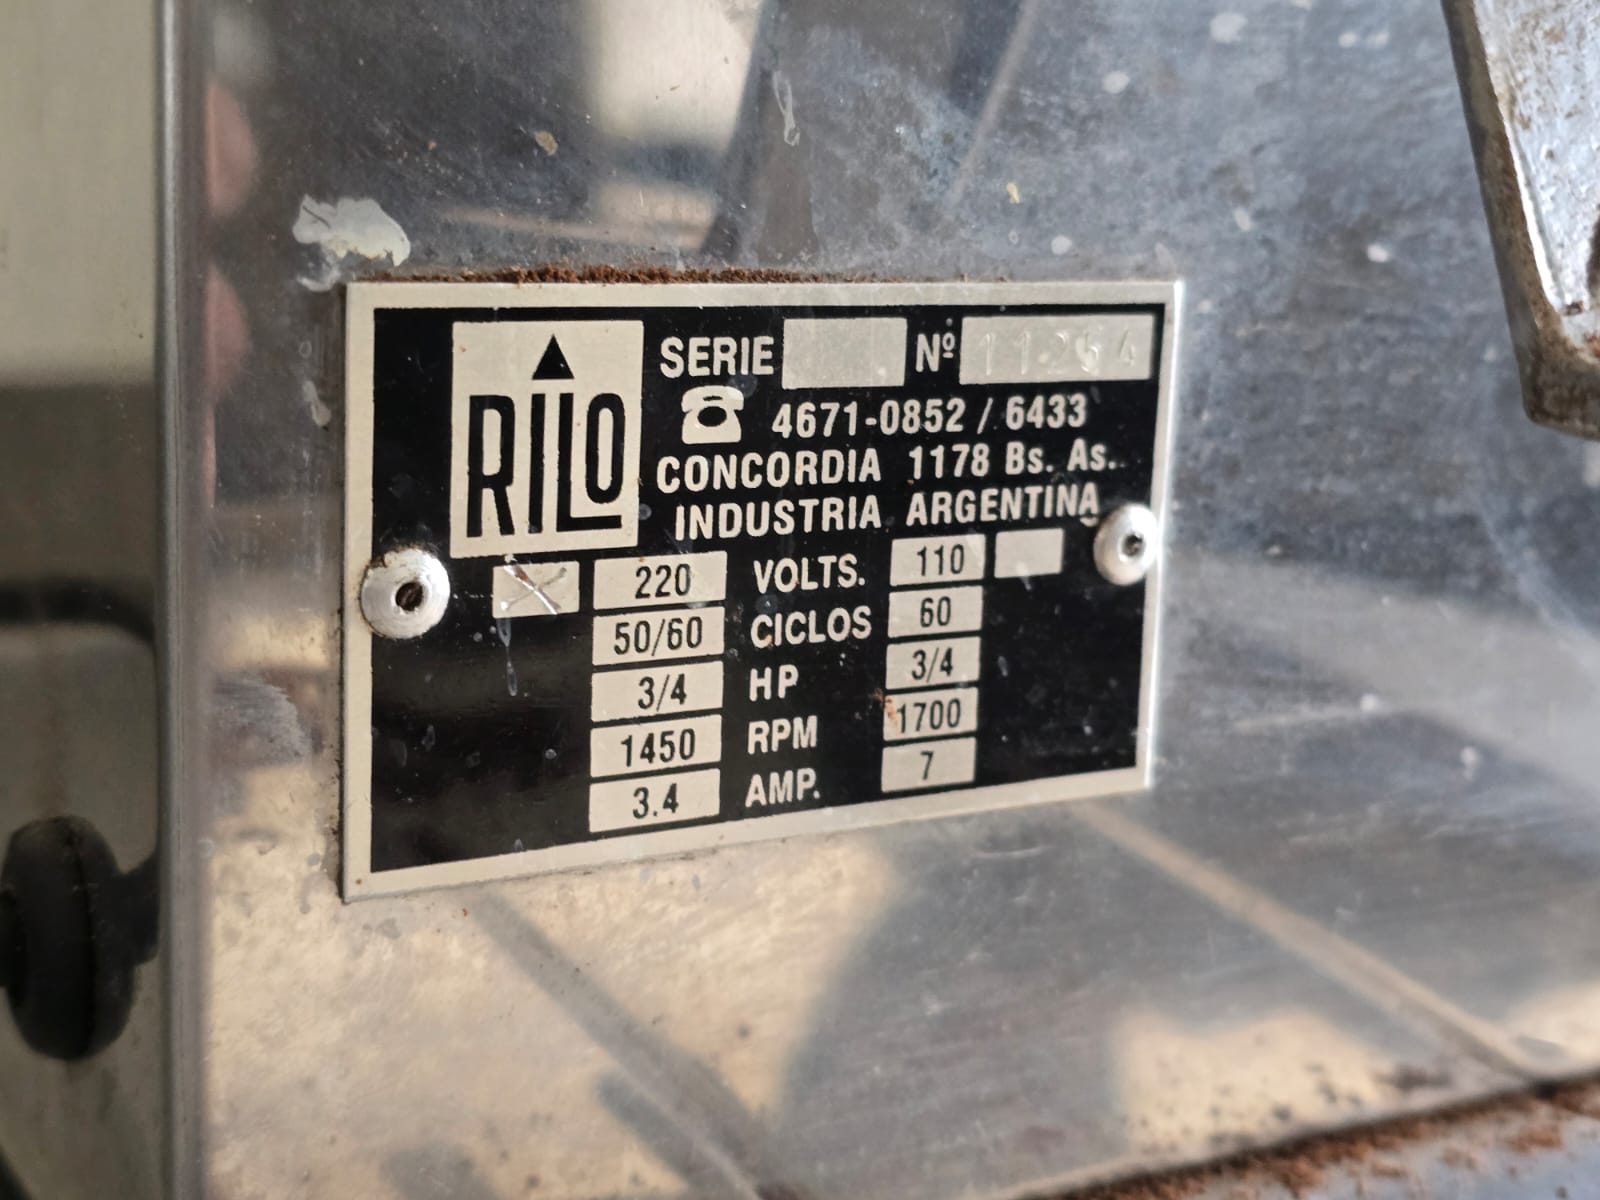 RILO
SERIE Nº 11254
4671-0852 / 6433
CONCORDIA 1178 Bs. As.
INDUSTRIA ARGENTINA
X 220 VOLTS. 110
50/60 CICLOS 60
3/4 HP 3/4
1450 RPM 1700
3.4 AMP. 7